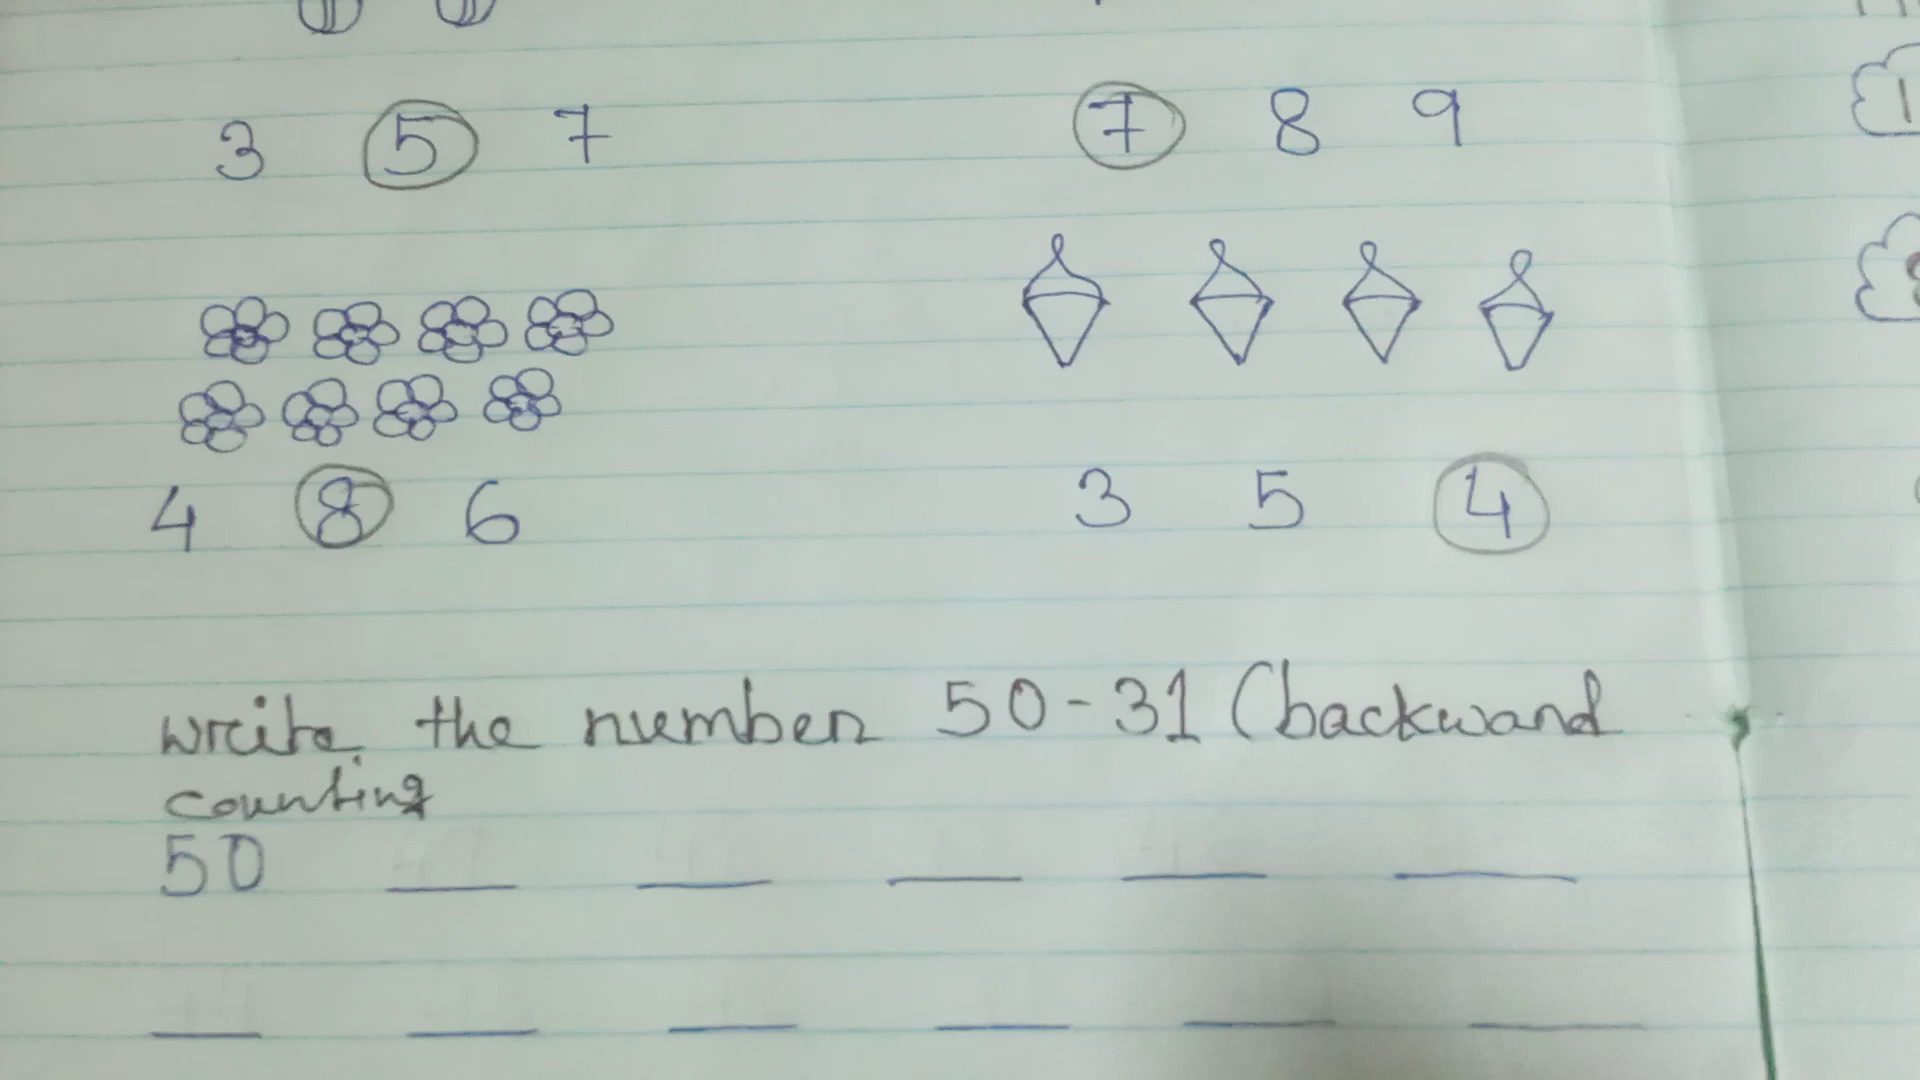 3 5 7
7 8 9
4 8 6
3 5 4
write the number 50-31 (backward
counting
50